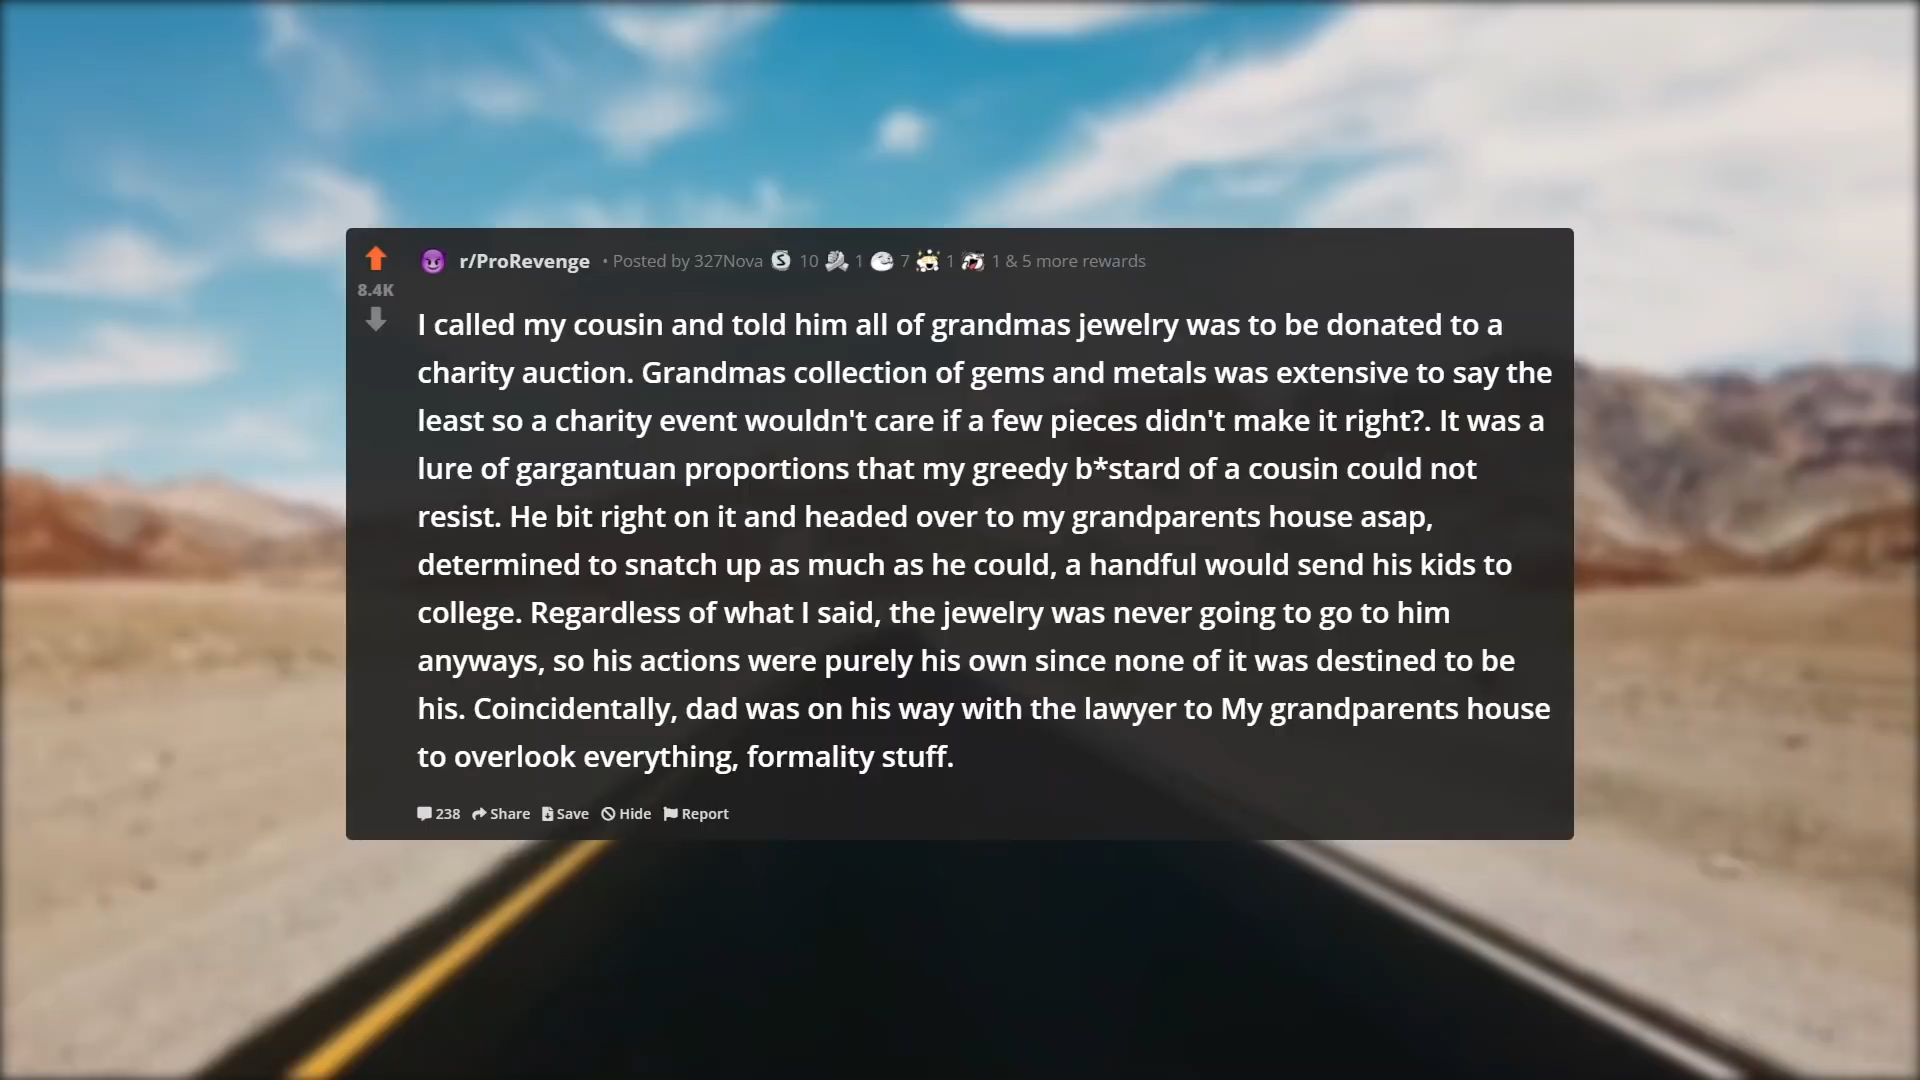 r/ProRevenge • Posted by 327Nova 10 1 7 1 1 & 5 more rewards
8.4K
I called my cousin and told him all of grandmas jewelry was to be donated to a
charity auction. Grandmas collection of gems and metals was extensive to say the
least so a charity event wouldn't care if a few pieces didn't make it right?. It was a
lure of gargantuan proportions that my greedy b*stard of a cousin could not
resist. He bit right on it and headed over to my grandparents house asap,
determined to snatch up as much as he could, a handful would send his kids to
college. Regardless of what I said, the jewelry was never going to go to him
anyways, so his actions were purely his own since none of it was destined to be
his. Coincidentally, dad was on his way with the lawyer to My grandparents house
to overlook everything, formality stuff.
238 Share Save Hide Report